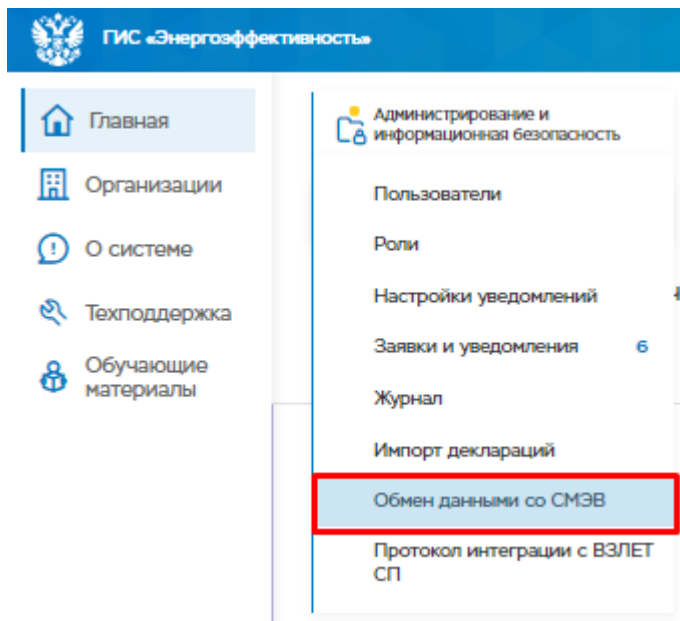 ГИС «Энергоэффективность»
Главная
Организации
О системе
Техподдержка
Обучающие
материалы
Администрирование и
информационная безопасность
Пользователи
Роли
Настройки уведомлений
Заявки и уведомления 6
Журнал
Импорт деклараций
Обмен данными со СМЭВ
Протокол интеграции с ВЗЛЕТ
СП